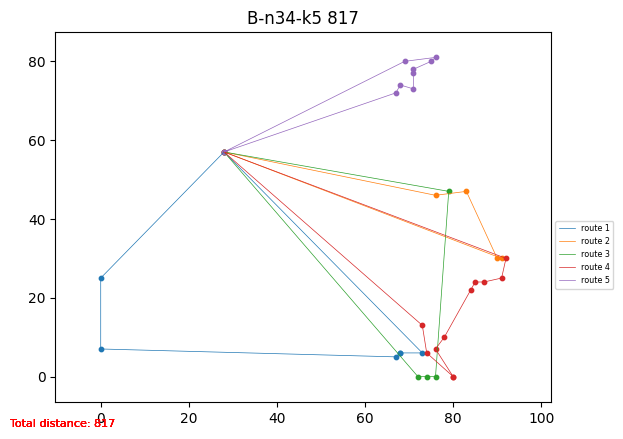 B-n34-k5 817
80
60
40
20
0
0 20 40 60 80 100
route 1
route 2
route 3
route 4
route 5
Total distance: 817